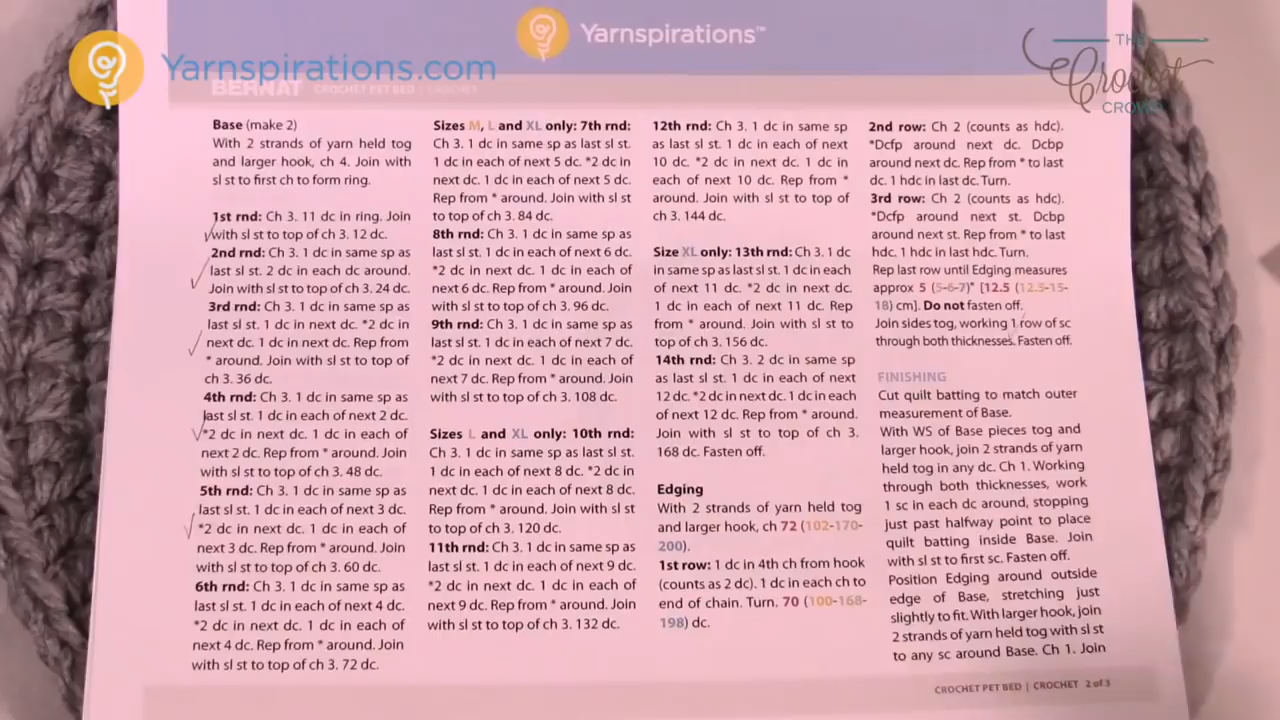 Yarnspirations™
Yarnspirations.com
THE
Crochet
CROWD
BERNAT CROCHET PET BED | CROCHET
Base (make 2)
With 2 strands of yarn held tog
and larger hook, ch 4. Join with
sl st to first ch to form ring.
1st rnd: Ch 3. 11 dc in ring. Join
with sl st to top of ch 3. 12 dc.
2nd rnd: Ch 3. 1 dc in same sp as
last sl st. 2 dc in each dc around.
Join with sl st to top of ch 3. 24 dc.
3rd rnd: Ch 3. 1 dc in same sp as
last sl st. 1 dc in next dc. *2 dc in
next dc. 1 dc in next dc. Rep from
* around. Join with sl st to top of
ch 3. 36 dc.
4th rnd: Ch 3. 1 dc in same sp as
last sl st. 1 dc in each of next 2 dc.
*2 dc in next dc. 1 dc in each of
next 2 dc. Rep from * around. Join
with sl st to top of ch 3. 48 dc.
5th rnd: Ch 3. 1 dc in same sp as
last sl st. 1 dc in each of next 3 dc.
*2 dc in next dc. 1 dc in each of
next 3 dc. Rep from * around. Join
with sl st to top of ch 3. 60 dc.
6th rnd: Ch 3. 1 dc in same sp as
last sl st. 1 dc in each of next 4 dc.
*2 dc in next dc. 1 dc in each of
next 4 dc. Rep from * around. Join
with sl st to top of ch 3. 72 dc.
Sizes M, L and XL only: 7th rnd:
Ch 3. 1 dc in same sp as last sl st.
1 dc in each of next 5 dc. *2 dc in
next dc. 1 dc in each of next 5 dc.
Rep from * around. Join with sl st
to top of ch 3. 84 dc.
8th rnd: Ch 3. 1 dc in same sp as
last sl st. 1 dc in each of next 6 dc.
*2 dc in next dc. 1 dc in each of
next 6 dc. Rep from * around. Join
with sl st to top of ch 3. 96 dc.
9th rnd: Ch 3. 1 dc in same sp as
last sl st. 1 dc in each of next 7 dc.
*2 dc in next dc. 1 dc in each of
next 7 dc. Rep from * around. Join
with sl st to top of ch 3. 108 dc.
Sizes L and XL only: 10th rnd:
Ch 3. 1 dc in same sp as last sl st.
1 dc in each of next 8 dc. *2 dc in
next dc. 1 dc in each of next 8 dc.
Rep from * around. Join with sl st
to top of ch 3. 120 dc.
11th rnd: Ch 3. 1 dc in same sp as
last sl st. 1 dc in each of next 9 dc.
*2 dc in next dc. 1 dc in each of
next 9 dc. Rep from * around. Join
with sl st to top of ch 3. 132 dc.
12th rnd: Ch 3. 1 dc in same sp
as last sl st. 1 dc in each of next
10 dc. *2 dc in next dc. 1 dc in
each of next 10 dc. Rep from *
around. Join with sl st to top of
ch 3. 144 dc.
Size XL only: 13th rnd: Ch 3. 1 dc
in same sp as last sl st. 1 dc in each
of next 11 dc. *2 dc in next dc.
1 dc in each of next 11 dc. Rep
from * around. Join with sl st to
top of ch 3. 156 dc.
14th rnd: Ch 3. 2 dc in same sp
as last sl st. 1 dc in each of next
12 dc. *2 dc in next dc. 1 dc in each
of next 12 dc. Rep from * around.
Join with sl st to top of ch 3.
168 dc. Fasten off.
Edging
With 2 strands of yarn held tog
and larger hook, ch 72 (102-170-
200).
1st row: 1 dc in 4th ch from hook
(counts as 2 dc). 1 dc in each ch to
end of chain. Turn. 70 (100-168-
198) dc.
2nd row: Ch 2 (counts as hdc).
*Dcfp around next dc. Dcbp
around next dc. Rep from * to last
dc. 1 hdc in last dc. Turn.
3rd row: Ch 2 (counts as hdc).
*Dcfp around next st. Dcbp
around next st. Rep from * to last
hdc. 1 hdc in last hdc. Turn.
Rep last row until Edging measures
approx 5 (5-6-7)" [12.5 (12.5-15-
18) cm]. Do not fasten off.
Join sides tog, working 1 row of sc
through both thicknesses. Fasten off.
FINISHING
Cut quilt batting to match outer
measurement of Base.
With WS of Base pieces tog and
larger hook, join 2 strands of yarn
held tog in any dc. Ch 1. Working
through both thicknesses, work
1 sc in each dc around, stopping
just past halfway point to place
quilt batting inside Base. Join
with sl st to first sc. Fasten off.
Position Edging around outside
edge of Base, stretching just
slightly to fit. With larger hook, join
2 strands of yarn held tog with sl st
to any sc around Base. Ch 1. Join
CROCHET PET BED | CROCHET 2 of 3